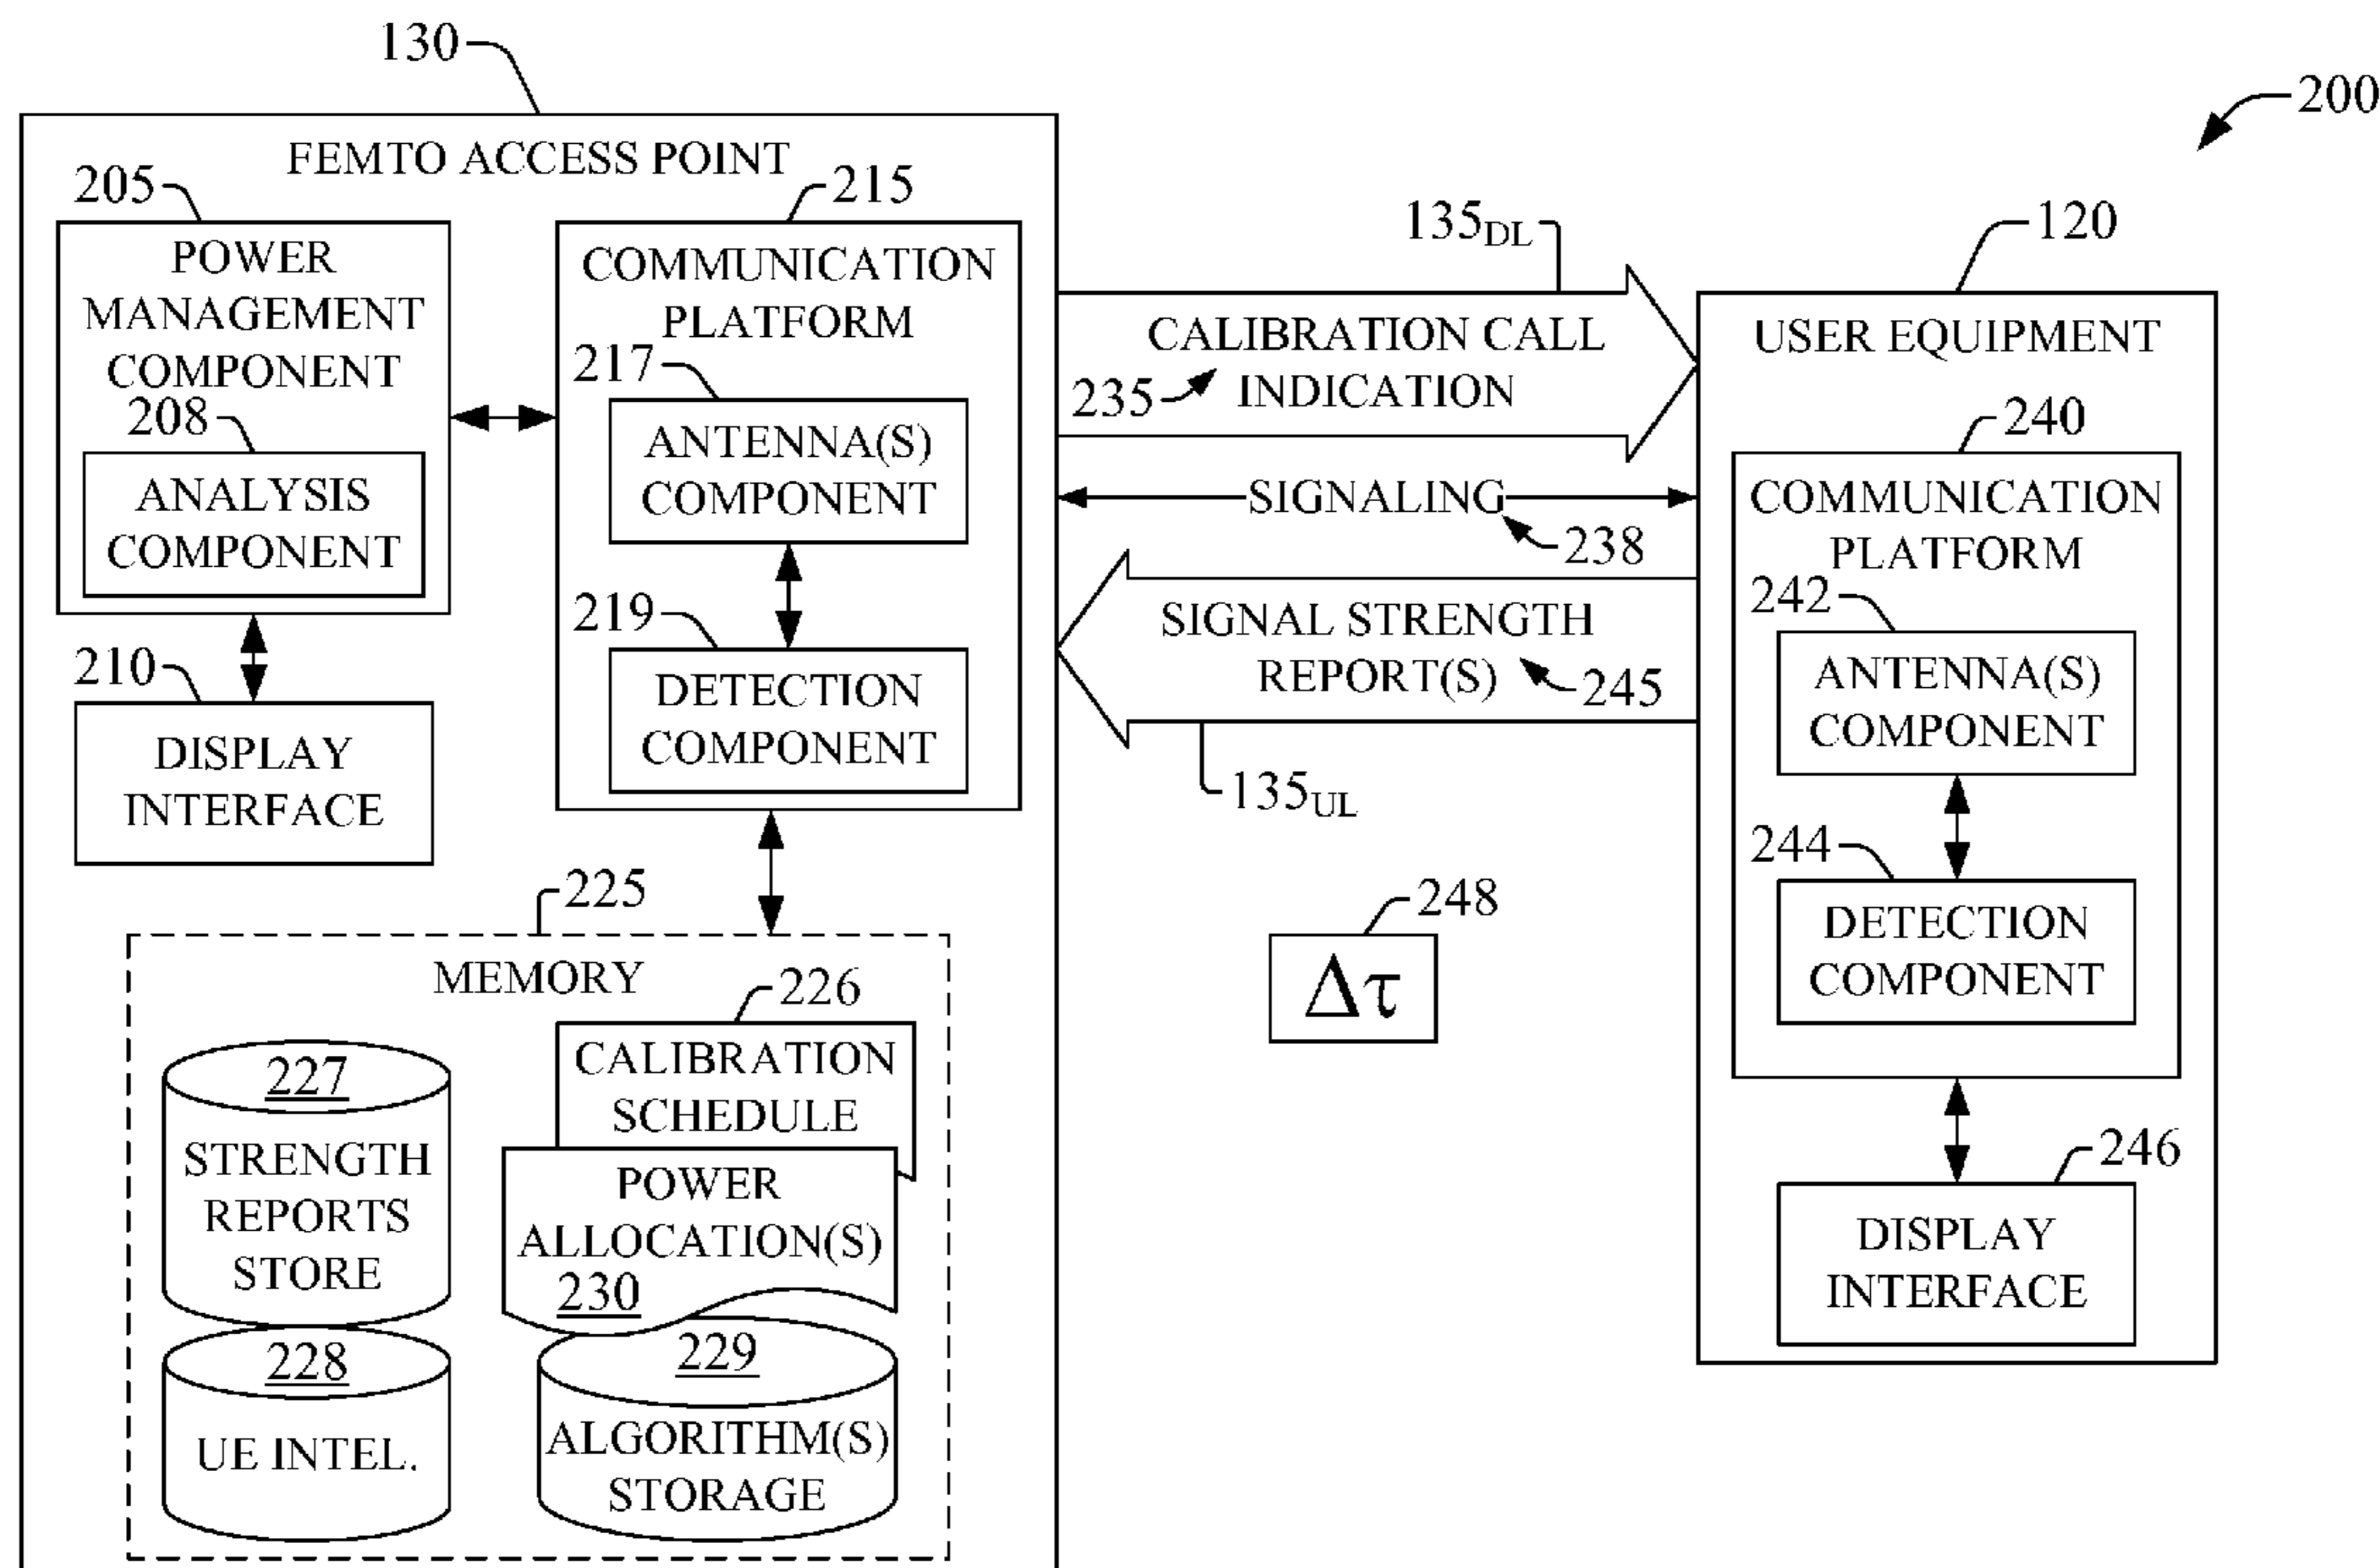 130
200
FEMTO ACCESS POINT
205
215
POWER
MANAGEMENT
COMPONENT
208
ANALYSIS
COMPONENT
COMMUNICATION
PLATFORM
217
ANTENNA(S)
COMPONENT
219
DETECTION
COMPONENT
210
DISPLAY
INTERFACE
225
MEMORY
226
CALIBRATION
SCHEDULE
227
STRENGTH
REPORTS
STORE
POWER
ALLOCATION(S)
230
228
UE INTEL.
229
ALGORITHM(S)
STORAGE
135DL
CALIBRATION CALL
INDICATION
235
SIGNALING
238
SIGNAL STRENGTH
REPORT(S)
245
135UL
248
Δτ
120
USER EQUIPMENT
240
COMMUNICATION
PLATFORM
242
ANTENNA(S)
COMPONENT
244
DETECTION
COMPONENT
246
DISPLAY
INTERFACE